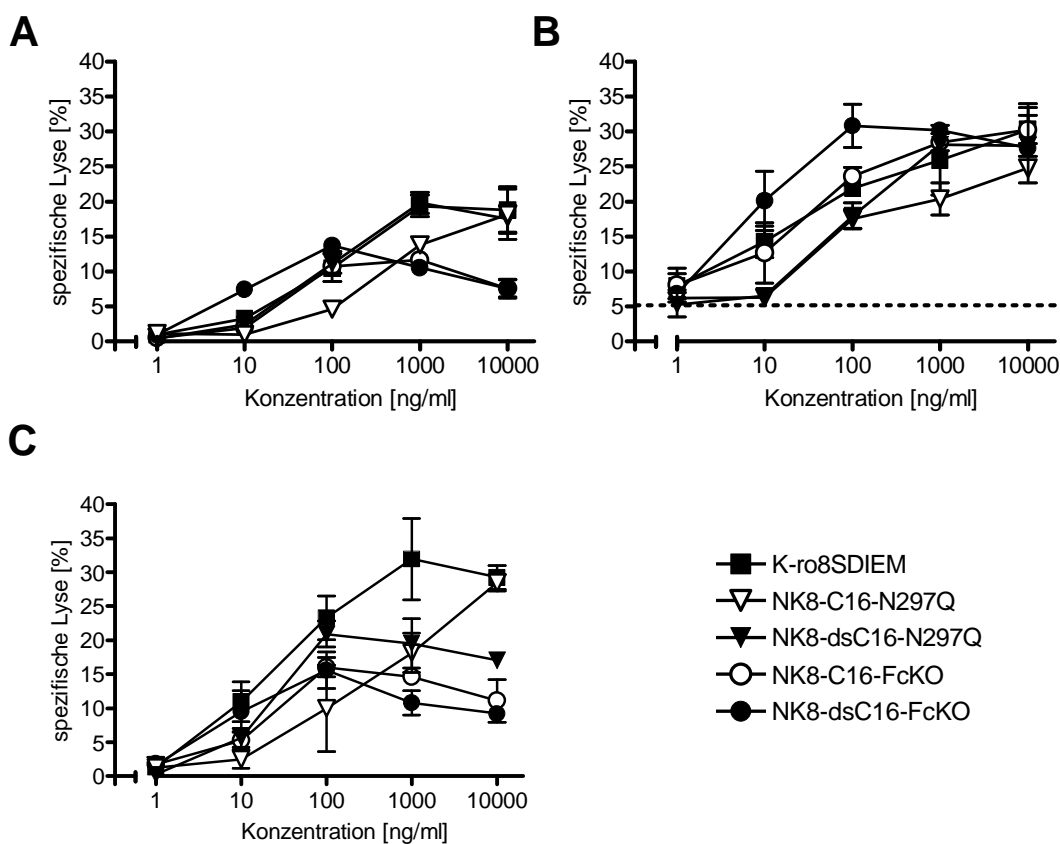 A
spezifische Lyse [%]
40
35
30
25
20
15
10
5
0
1 10 100 1000 10000
Konzentration [ng/ml]
B
spezifische Lyse [%]
40
35
30
25
20
15
10
5
0
1 10 100 1000 10000
Konzentration [ng/ml]
C
spezifische Lyse [%]
40
35
30
25
20
15
10
5
0
1 10 100 1000 10000
Konzentration [ng/ml]
K-ro8SDIEM
NK8-C16-N297Q
NK8-dsC16-N297Q
NK8-C16-FcKO
NK8-dsC16-FcKO